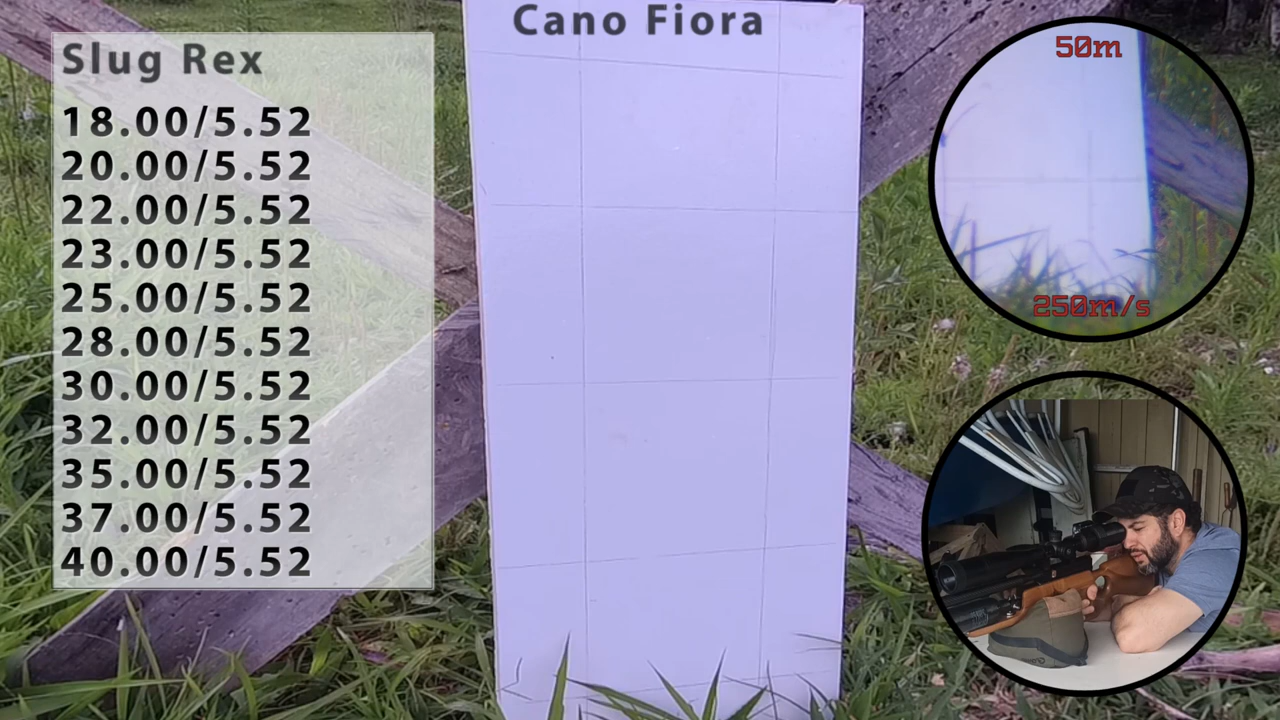 Cano Fiora
Slug Rex
18.00/5.52
20.00/5.52
22.00/5.52
23.00/5.52
25.00/5.52
28.00/5.52
30.00/5.52
32.00/5.52
35.00/5.52
37.00/5.52
40.00/5.52
50m
250m/s